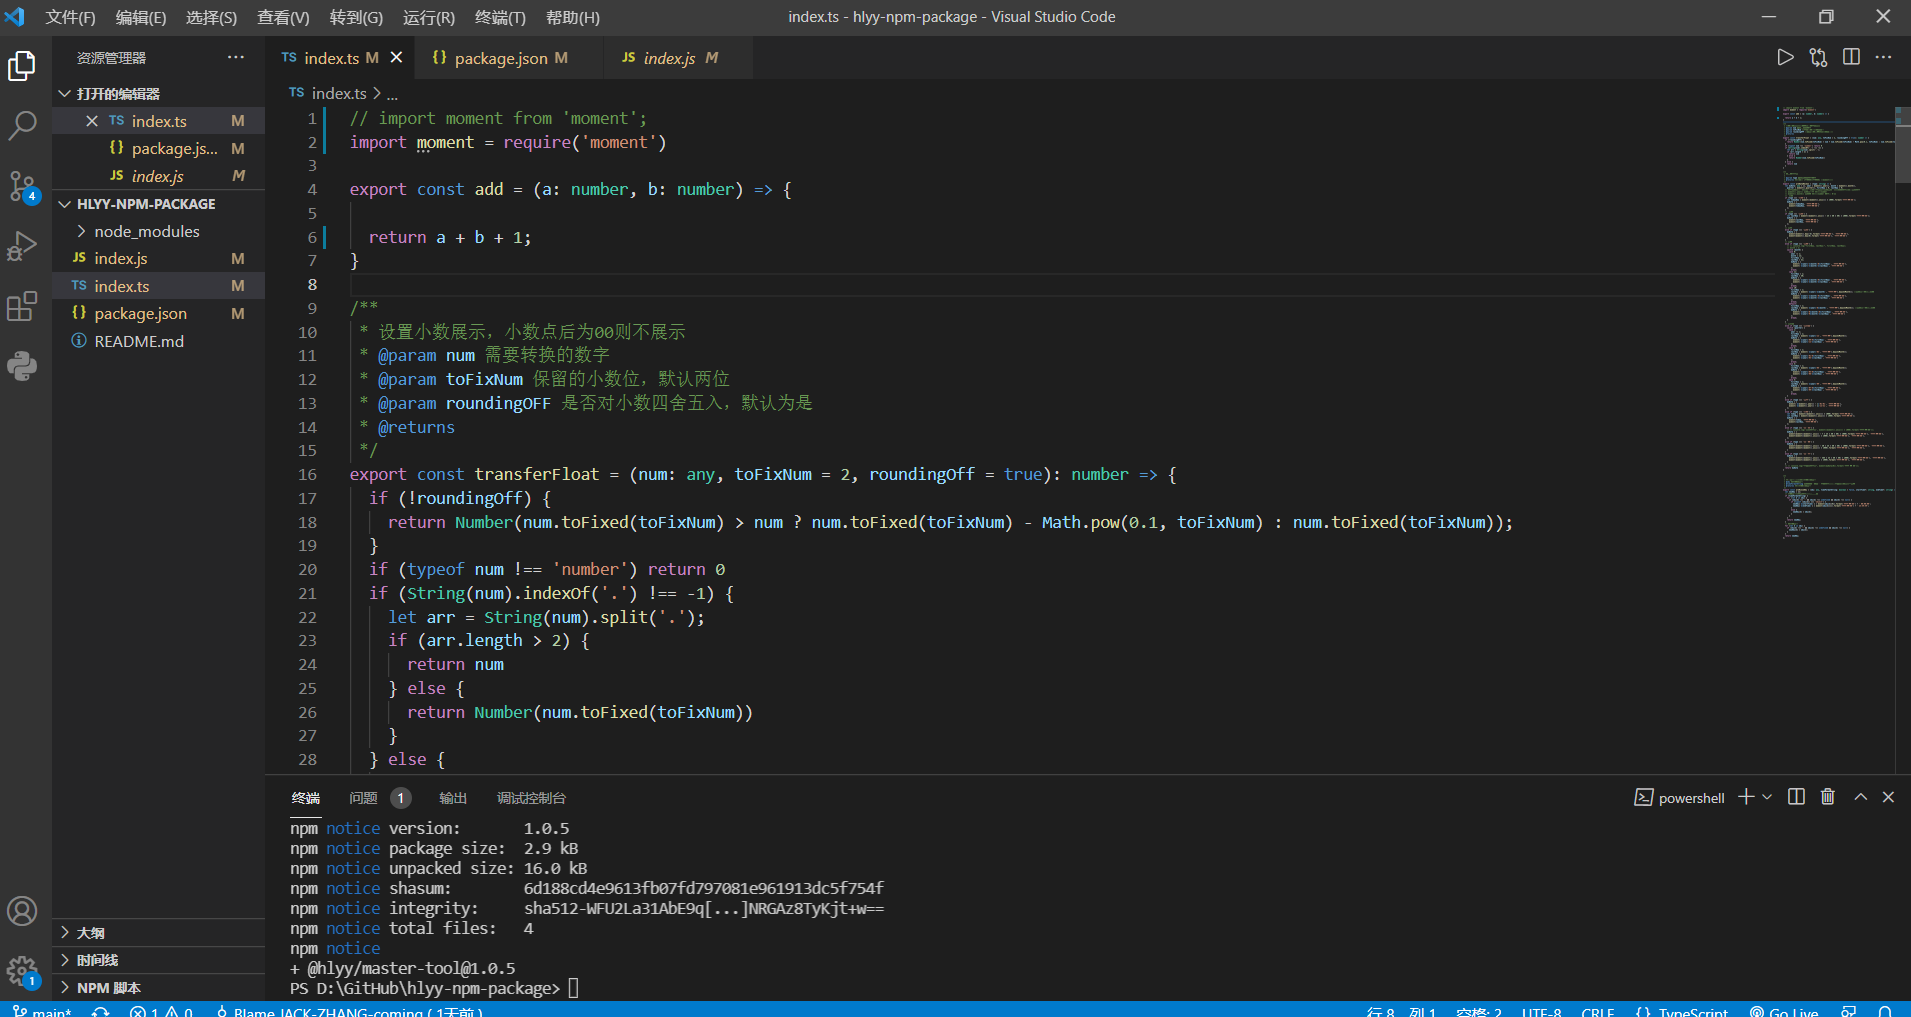 文件(F) 编辑(E) 选择(S) 查看(V) 转到(G) 运行(R) 终端(T) 帮助(H)
index.ts - hlyy-npm-package - Visual Studio Code
资源管理器
打开的编辑器
TS index.ts M
{} package.js... M
JS index.js M
4
HLYY-NPM-PACKAGE
node_modules
JS index.js M
TS index.ts M
{} package.json M
README.md
大纲
时间线
NPM 脚本
1
TS index.ts M
{} package.json M
JS index.js M
TS index.ts > ...
1 // import moment from 'moment';
2 import moment = require('moment')
3
4 export const add = (a: number, b: number) => {
5
6 return a + b + 1;
7 }
8
9 /**
10 * 设置小数展示，小数点后为00则不展示
11 * @param num 需要转换的数字
12 * @param toFixNum 保留的小数位，默认两位
13 * @param roundingOFF 是否对小数四舍五入，默认为是
14 * @returns
15 */
16 export const transferFloat = (num: any, toFixNum = 2, roundingOff = true): number => {
17 if (!roundingOff) {
18 return Number(num.toFixed(toFixNum) > num ? num.toFixed(toFixNum) - Math.pow(0.1, toFixNum) : num.toFixed(toFixNum));
19 }
20 if (typeof num !== 'number') return 0
21 if (String(num).indexOf('.') !== -1) {
22 let arr = String(num).split('.');
23 if (arr.length > 2) {
24 return num
25 } else {
26 return Number(num.toFixed(toFixNum))
27 }
28 } else {
终端 问题 1 输出 调试控制台
powershell
npm notice version: 1.0.5
npm notice package size: 2.9 kB
npm notice unpacked size: 16.0 kB
npm notice shasum: 6d188cd4e9613fb07fd797081e961913dc5f754f
npm notice integrity: sha512-WFU2La31AbE9q[...]NRGAz8TyKjt+w==
npm notice total files: 4
npm notice
+ @hlyy/master-tool@1.0.5
PS D:\GitHub\hlyy-npm-package>
main* 1 0 Blame JACK-ZHANG-coming ( 1天前 ) 行 8，列 1 空格: 2 UTF-8 CRLF {} TypeScript Go Live